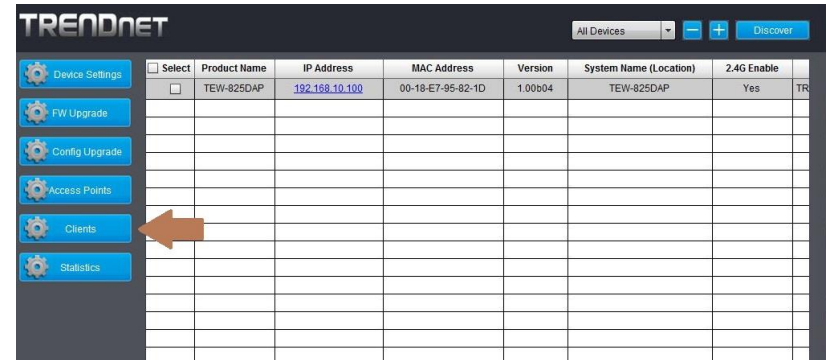 TRENDnet
All Devices
Discover
Device Settings
FW Upgrade
Config Upgrade
Access Points
Clients
Statistics
Select Product Name IP Address MAC Address Version System Name (Location) 2.4G Enable
TEW-825DAP 192.168.10.100 00-18-E7-95-82-1D 1.00b04 TEW-825DAP Yes TR